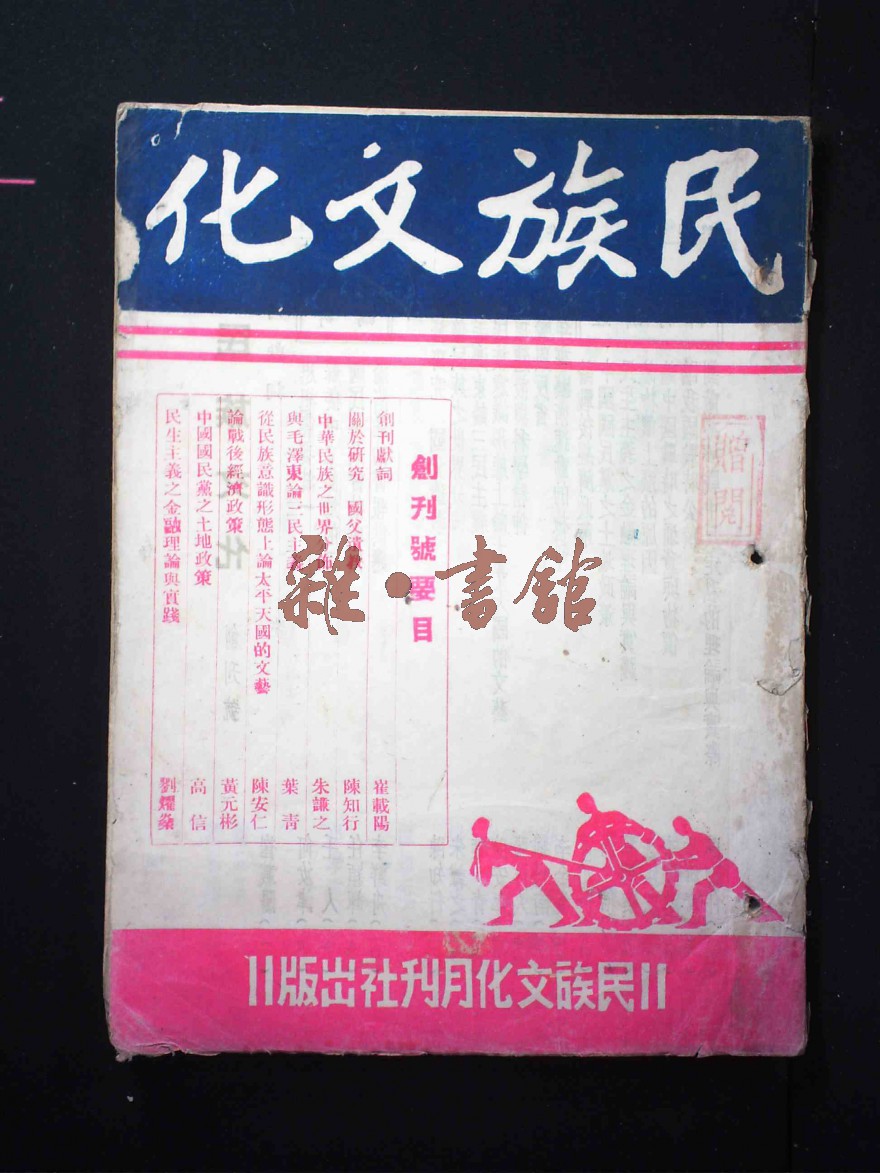 民族文化
創刊號要目
創刊獻詞 崔載陽
關於研究 國父遺教 陳知行
中華民族之世界分佈 朱謙之
與毛澤東論三民主義 葉青
從民族意識形態上論太平天國的文藝 陳安仁
論戰後經濟政策 黃元彬
中國國民黨之土地政策 高信
民生主義之金融理論與實踐 劉耀燊
贈閱
雜·書館
民族文化月刊社出版